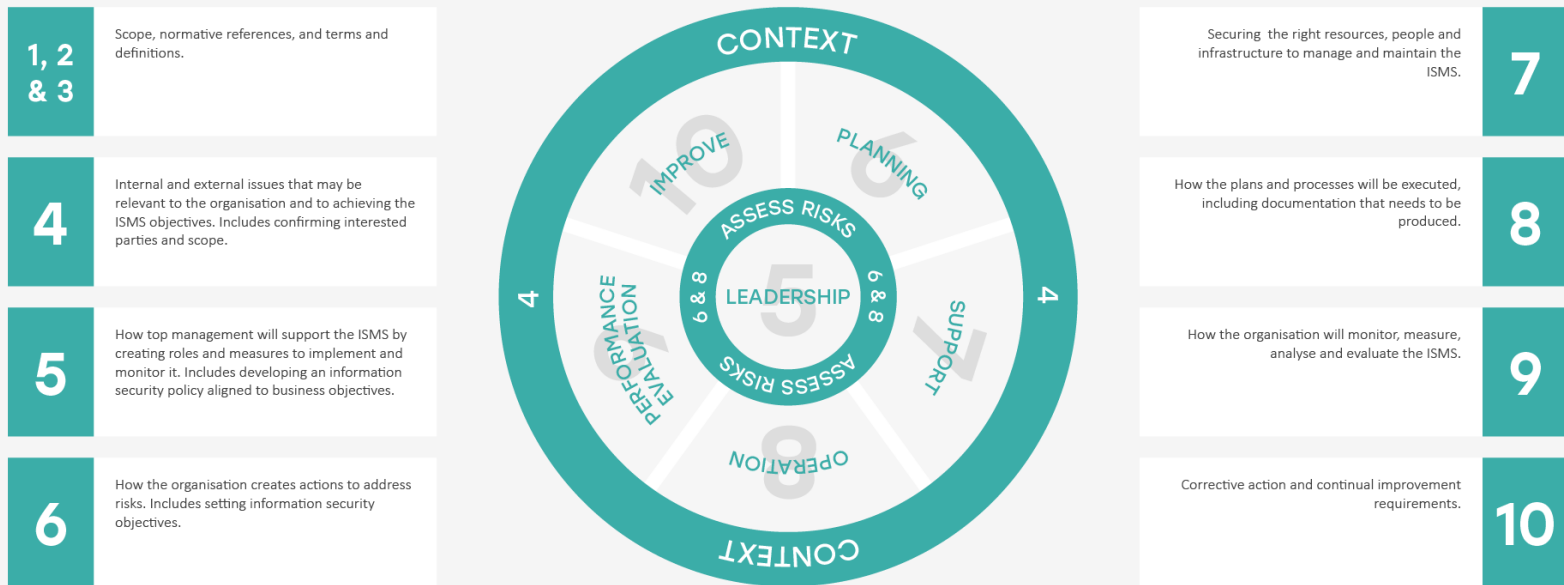 1, 2
& 3
Scope, normative references, and terms and
definitions.
4
Internal and external issues that may be
relevant to the organisation and to achieving the
ISMS objectives. Includes confirming interested
parties and scope.
5
How top management will support the ISMS by
creating roles and measures to implement and
monitor it. Includes developing an information
security policy aligned to business objectives.
6
How the organisation creates actions to address
risks. Includes setting information security
objectives.
CONTEXT
10
IMPROVE
6
PLANNING
ASSESS RISKS
4
9
PERFORMANCE
EVALUATION
6 & 8
5
LEADERSHIP
6 & 8
7
SUPPORT
4
ASSESS RISKS
8
OPERATION
CONTEXT
Securing the right resources, people and
infrastructure to manage and maintain the
ISMS.
7
How the plans and processes will be executed,
including documentation that needs to be
produced.
8
How the organisation will monitor, measure,
analyse and evaluate the ISMS.
9
Corrective action and continual improvement
requirements.
10